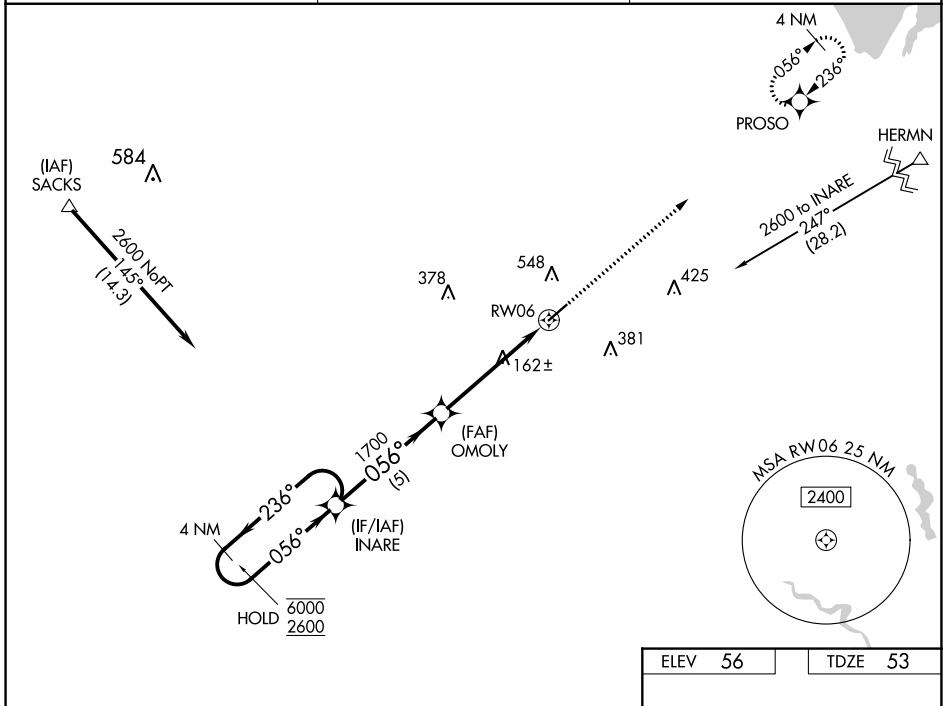 4 NM
056°
236°
PROSO
HERMN
2600 to INARE
247°
(28.2)
(IAF)
SACKS
584
2600 NoPT
145°
(14.3)
378
548
425
RW06
381
162±
(FAF)
OMOLY
1700
056°
(5)
236°
056°
4 NM
(IF/IAF)
INARE
HOLD
6000
2600
MSA RW06 25 NM
2400
ELEV 56
TDZE 53